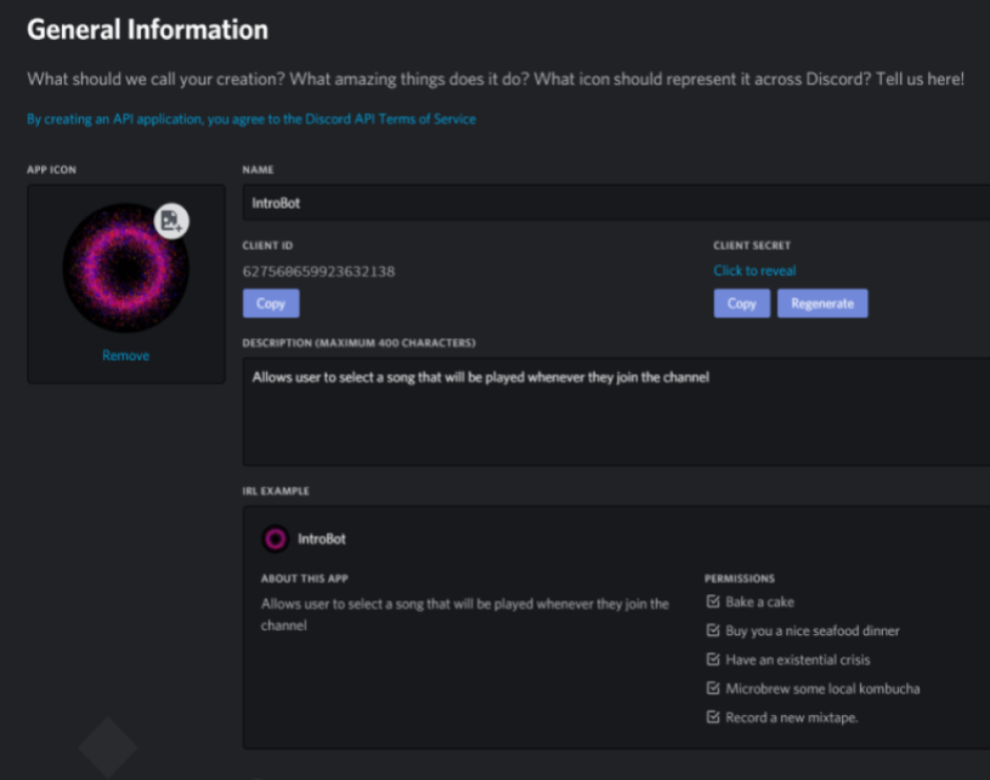 General Information
What should we call your creation? What amazing things does it do? What icon should represent it across Discord? Tell us here!
By creating an API application, you agree to the Discord API Terms of Service
APP ICON
Remove
NAME
IntroBot
CLIENT ID
627560659923632138
Copy
CLIENT SECRET
Click to reveal
Copy
Regenerate
DESCRIPTION (MAXIMUM 400 CHARACTERS)
Allows user to select a song that will be played whenever they join the channel
IRL EXAMPLE
IntroBot
ABOUT THIS APP
Allows user to select a song that will be played whenever they join the
channel
PERMISSIONS
Bake a cake
Buy you a nice seafood dinner
Have an existential crisis
Microbrew some local kombucha
Record a new mixtape.